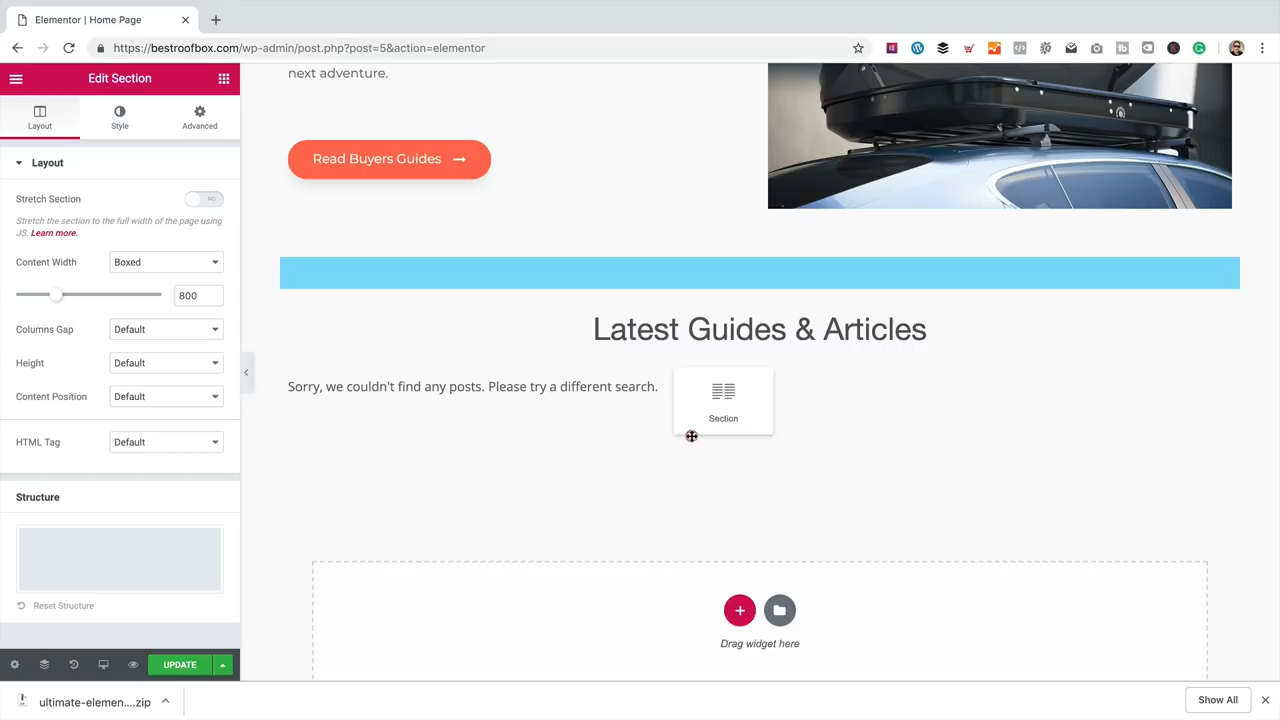 Elementor | Home Page
https://bestroofbox.com/wp-admin/post.php?post=5&action=elementor
Edit Section
Layout
Style
Advanced
Layout
Stretch Section
NO
Stretch the section to the full width of the page using
JS. Learn more.
Content Width
Boxed
800
Columns Gap
Default
Height
Default
Content Position
Default
HTML Tag
Default
Structure
Reset Structure
UPDATE
next adventure.
Read Buyers Guides
Latest Guides & Articles
Sorry, we couldn't find any posts. Please try a different search.
Section
Drag widget here
ultimate-elemen....zip
Show All